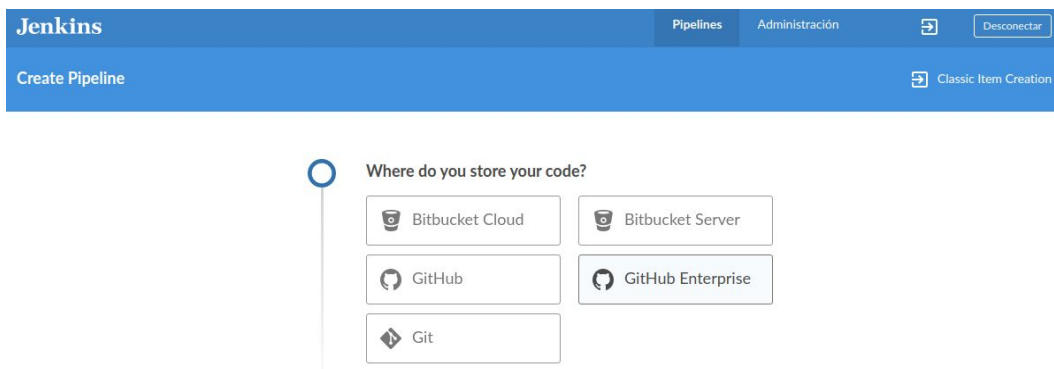 Jenkins
Pipelines
Administración
Desconectar
Create Pipeline
Classic Item Creation
Where do you store your code?
Bitbucket Cloud
Bitbucket Server
GitHub
GitHub Enterprise
Git